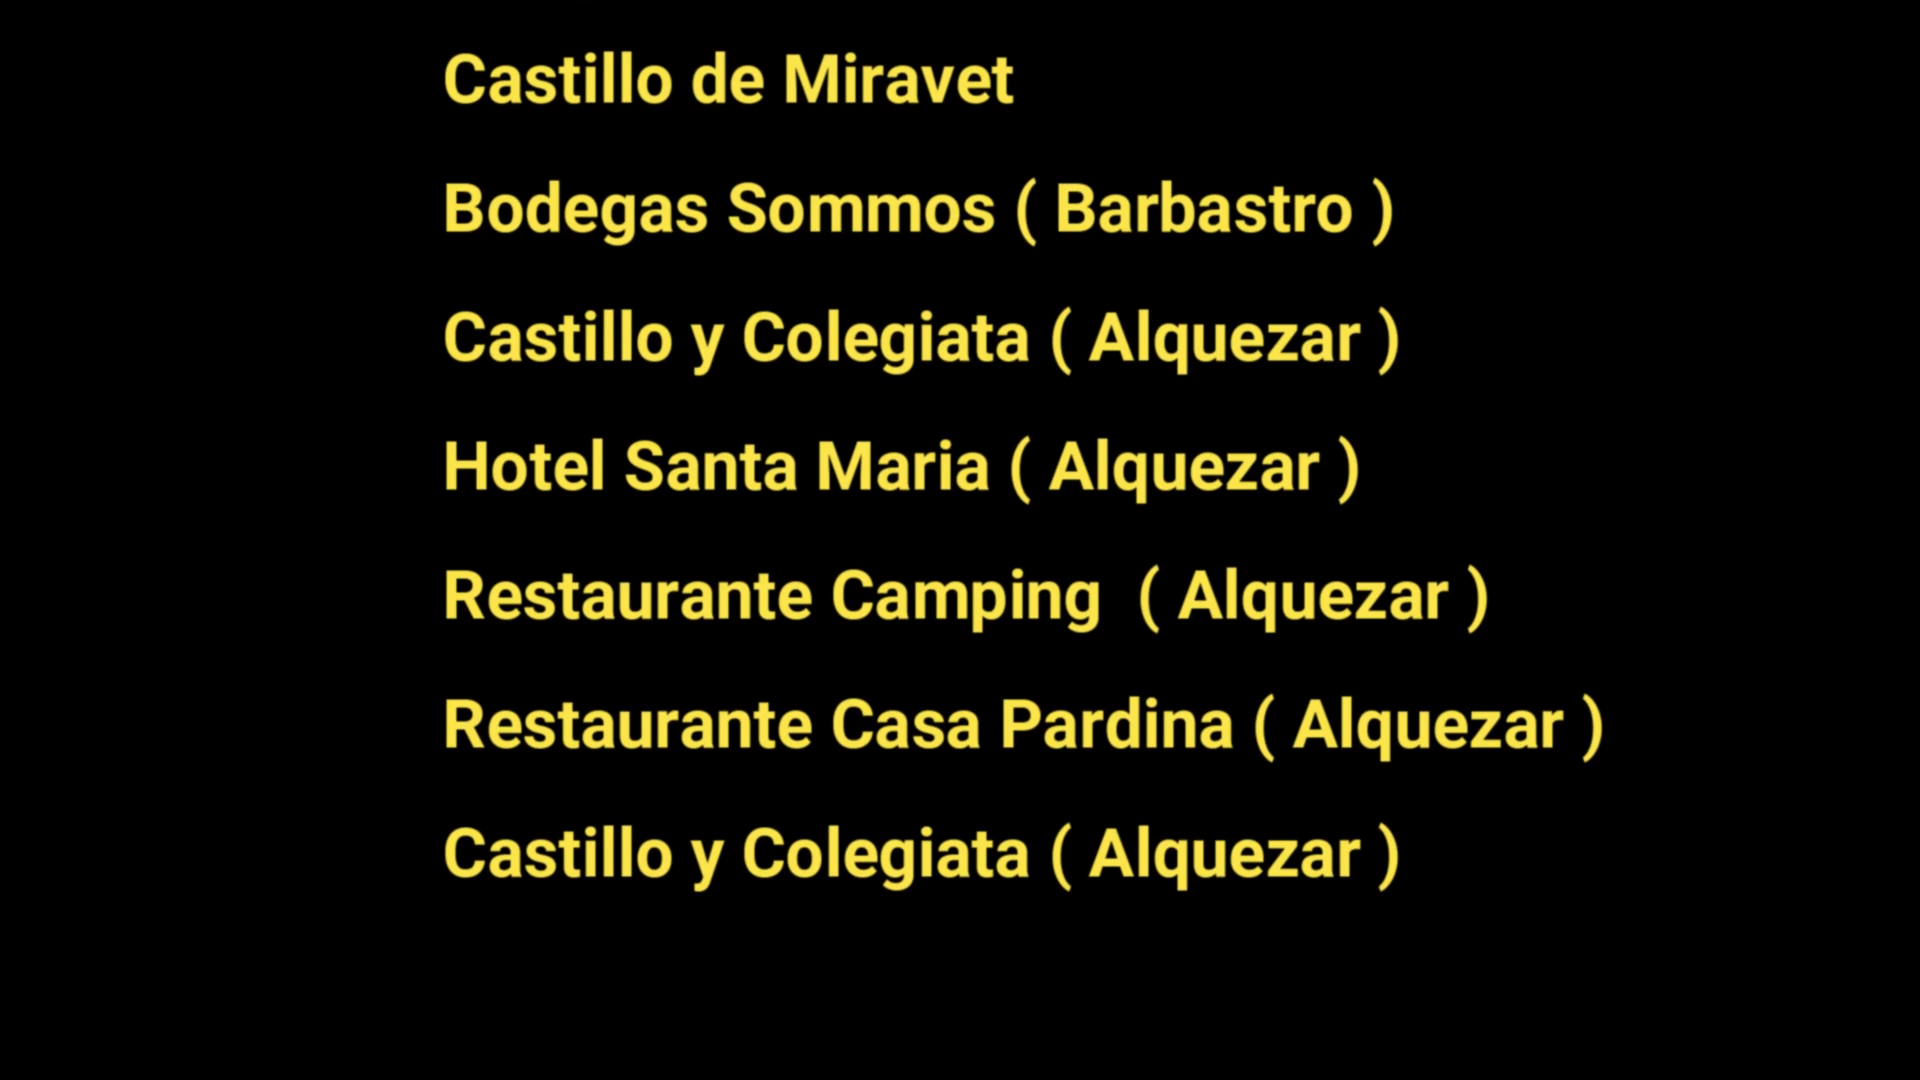 Castillo de Miravet
Bodegas Sommos ( Barbastro )
Castillo y Colegiata ( Alquezar )
Hotel Santa Maria ( Alquezar )
Restaurante Camping  ( Alquezar )
Restaurante Casa Pardina ( Alquezar )
Castillo y Colegiata ( Alquezar )